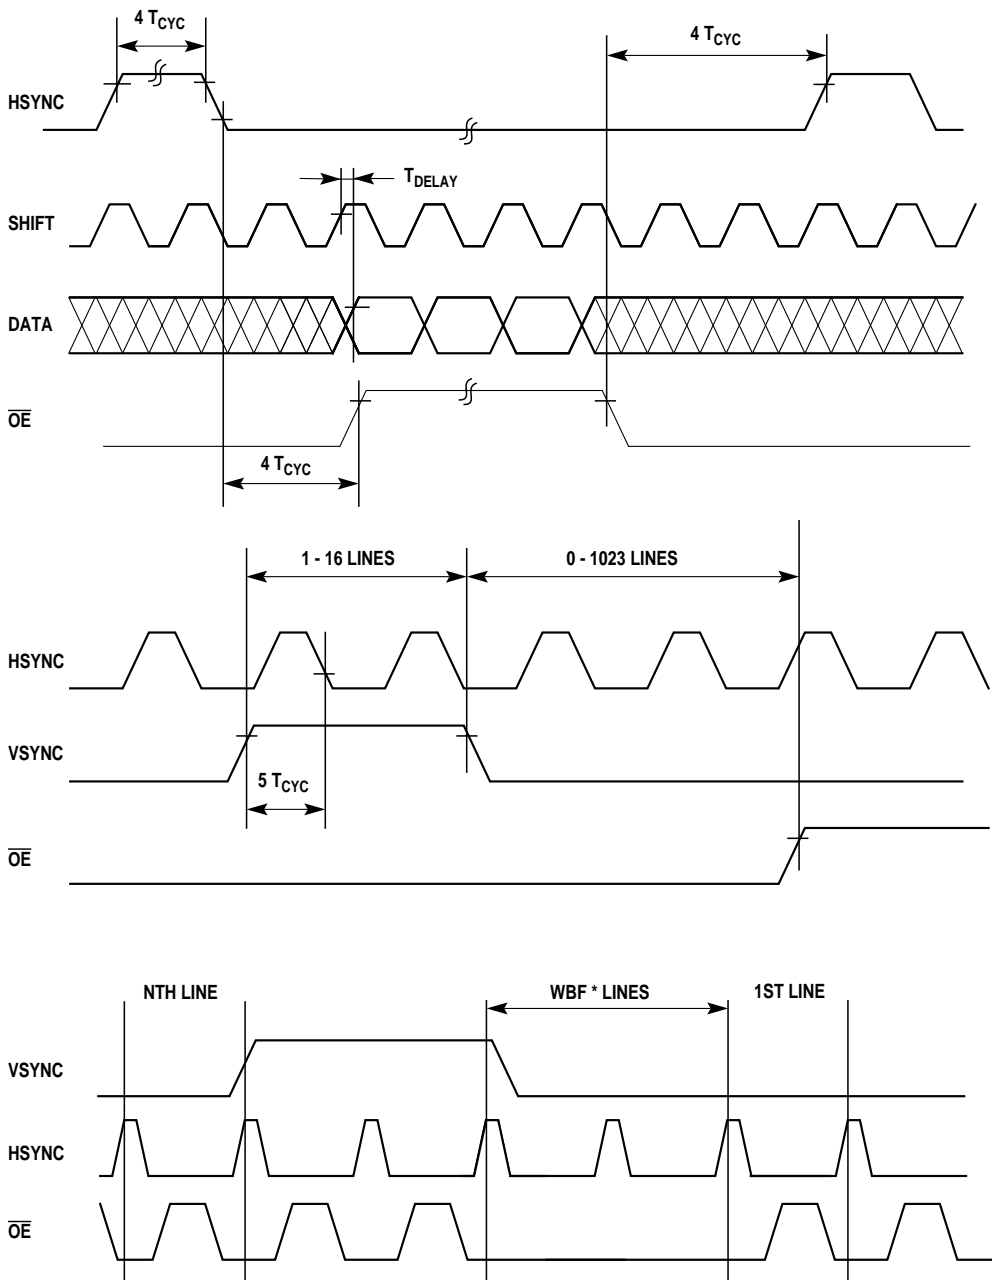 4 TCYC
4 TCYC
HSYNC
TDELAY
SHIFT
DATA
OE
4 TCYC
1 - 16 LINES
0 - 1023 LINES
HSYNC
VSYNC
5 TCYC
OE
NTH LINE
WBF * LINES
1ST LINE
VSYNC
HSYNC
OE